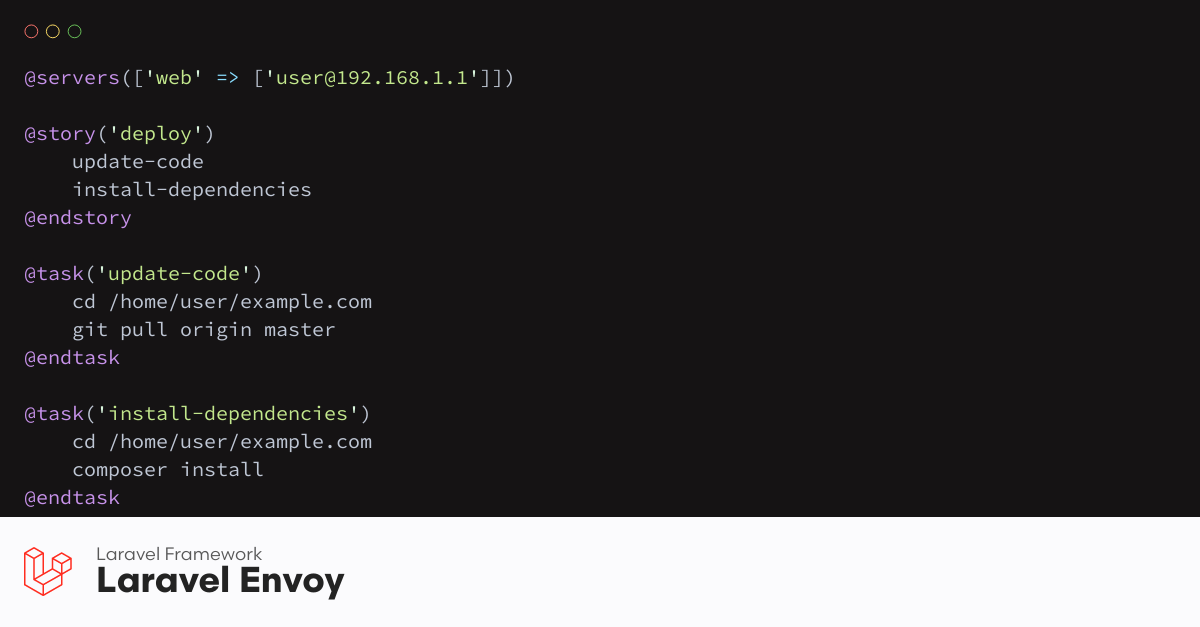 @servers(['web' => ['user@192.168.1.1']])
@story('deploy')
    update-code
    install-dependencies
@endstory
@task('update-code')
    cd /home/user/example.com
    git pull origin master
@endtask
@task('install-dependencies')
    cd /home/user/example.com
    composer install
@endtask
Laravel Framework
Laravel Envoy